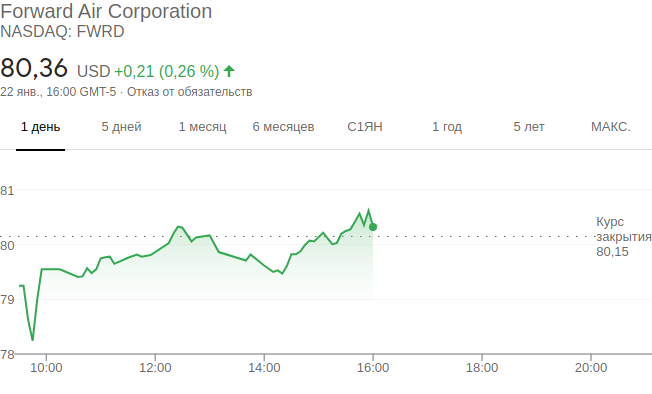 Forward Air Corporation
NASDAQ: FWRD
80,36 USD +0,21 (0,26 %)
22 янв., 16:00 GMT-5 · Отказ от обязательств
1 день 5 дней 1 месяц 6 месяцев С1ЯН 1 год 5 лет МАКС.
81
Курс
80 закрытия
80,15
79
78
10:00 12:00 14:00 16:00 18:00 20:00